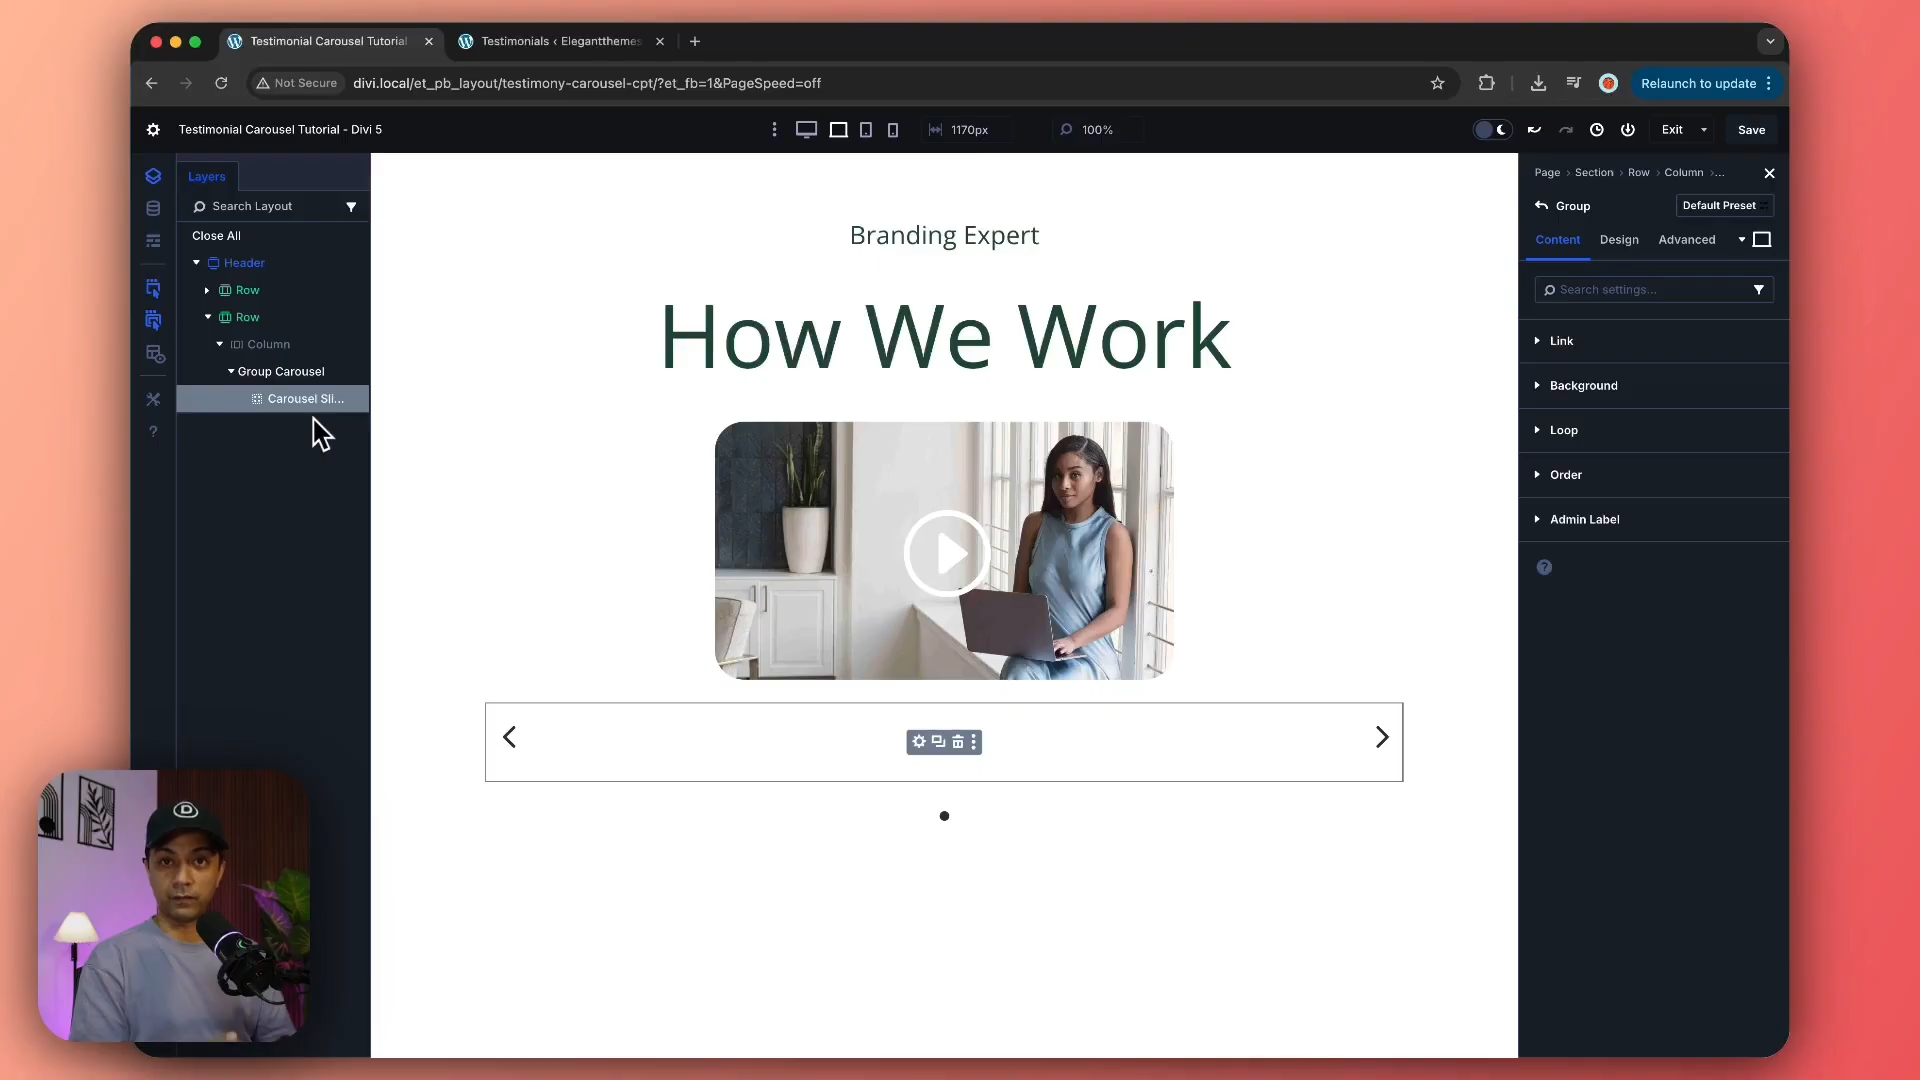 Testimonial Carousel Tutorial
Testimonials ‹ Elegantthemes
Not Secure
divi.local/et_pb_layout/testimony-carousel-cpt/?et_fb=1&PageSpeed=off
Relaunch to update
Testimonial Carousel Tutorial - Divi 5
1170px
100%
Exit
Save
Layers
Search Layout
Close All
Header
Row
Row
Column
Group Carousel
Carousel Sli...
?
Branding Expert
How We Work
Page › Section › Row › Column ›...
Group
Default Preset
Content
Design
Advanced
Search settings...
Link
Background
Loop
Order
Admin Label
?
D